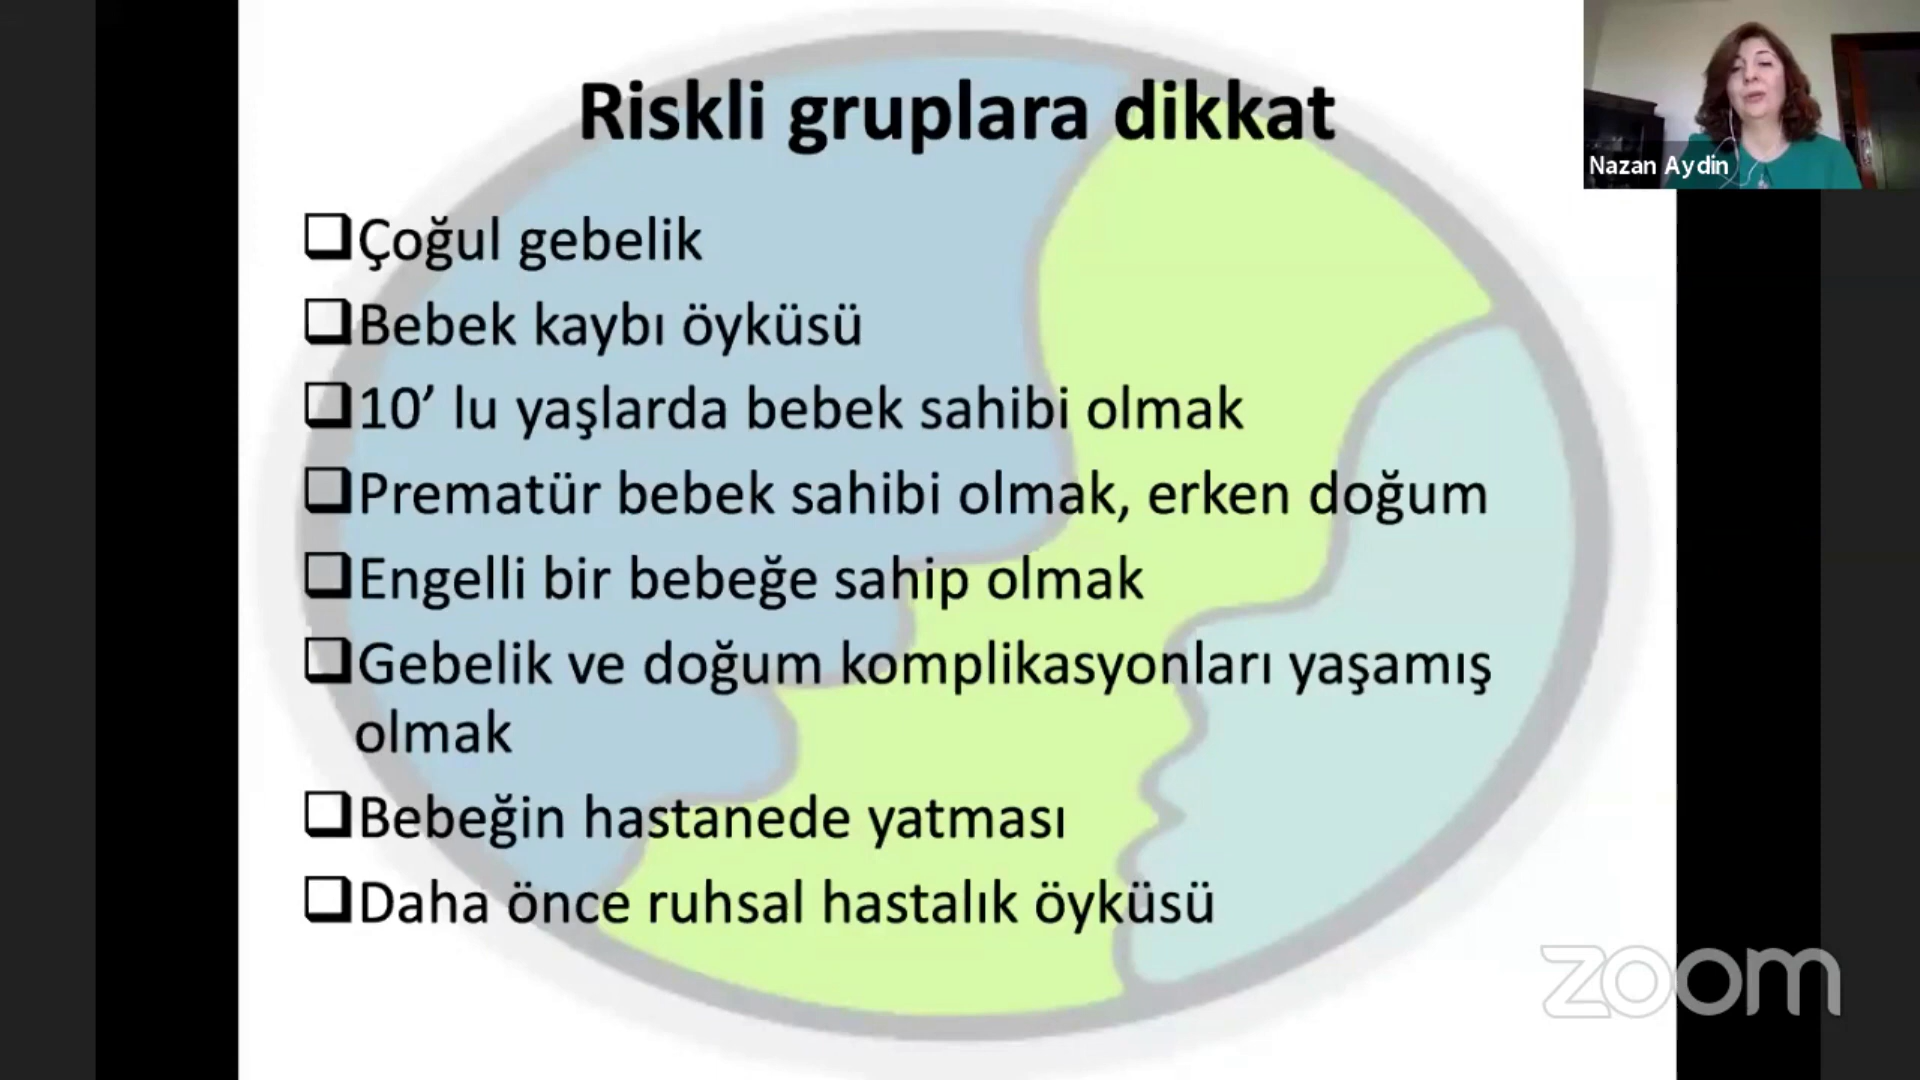 Riskli gruplara dikkat
Nazan Aydin
❑Çoğul gebelik
❑Bebek kaybı öyküsü
❑10’ lu yaşlarda bebek sahibi olmak
❑Prematür bebek sahibi olmak, erken doğum
❑Engelli bir bebeğe sahip olmak
❑Gebelik ve doğum komplikasyonları yaşamış
olmak
❑Bebeğin hastanede yatması
❑Daha önce ruhsal hastalık öyküsü
zoom